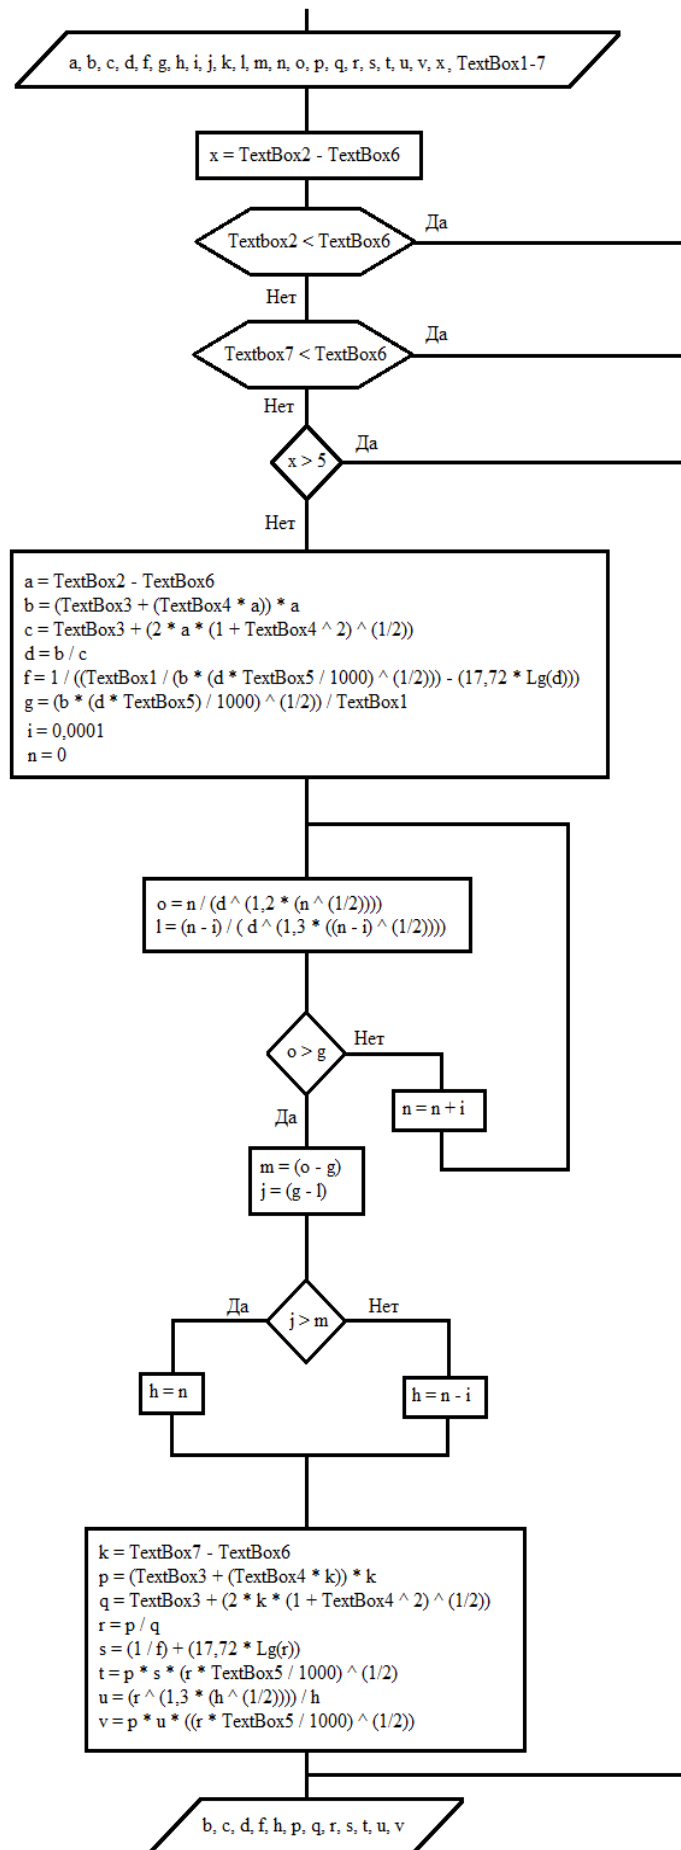 a, b, c, d, f, g, h, i, j, k, l, m, n, o, p, q, r, s, t, u, v, x, TextBox1-7
x = TextBox2 - TextBox6
Textbox2 < TextBox6
Да
Нет
Textbox7 < TextBox6
Да
Нет
x > 5
Да
Нет
a = TextBox2 - TextBox6
b = (TextBox3 + (TextBox4 * a)) * a
c = TextBox3 + (2 * a * (1 + TextBox4 ^ 2) ^ (1/2))
d = b / c
f = 1 / ((TextBox1 / (b * (d * TextBox5 / 1000) ^ (1/2))) - (17,72 * Lg(d)))
g = (b * (d * TextBox5) / 1000) ^ (1/2)) / TextBox1
i = 0,0001
n = 0
o = n / (d ^ (1,2 * (n ^ (1/2))))
l = (n - i) / ( d ^ (1,3 * ((n - i) ^ (1/2))))
o > g
Нет
n = n + i
Да
m = (o - g)
j = (g - l)
j > m
Да
Нет
h = n
h = n - i
k = TextBox7 - TextBox6
p = (TextBox3 + (TextBox4 * k)) * k
q = TextBox3 + (2 * k * (1 + TextBox4 ^ 2) ^ (1/2))
r = p / q
s = (1 / f) + (17,72 * Lg(r))
t = p * s * (r * TextBox5 / 1000) ^ (1/2)
u = (r ^ (1,3 * (h ^ (1/2)))) / h
v = p * u * ((r * TextBox5 / 1000) ^ (1/2))
b, c, d, f, h, p, q, r, s, t, u, v